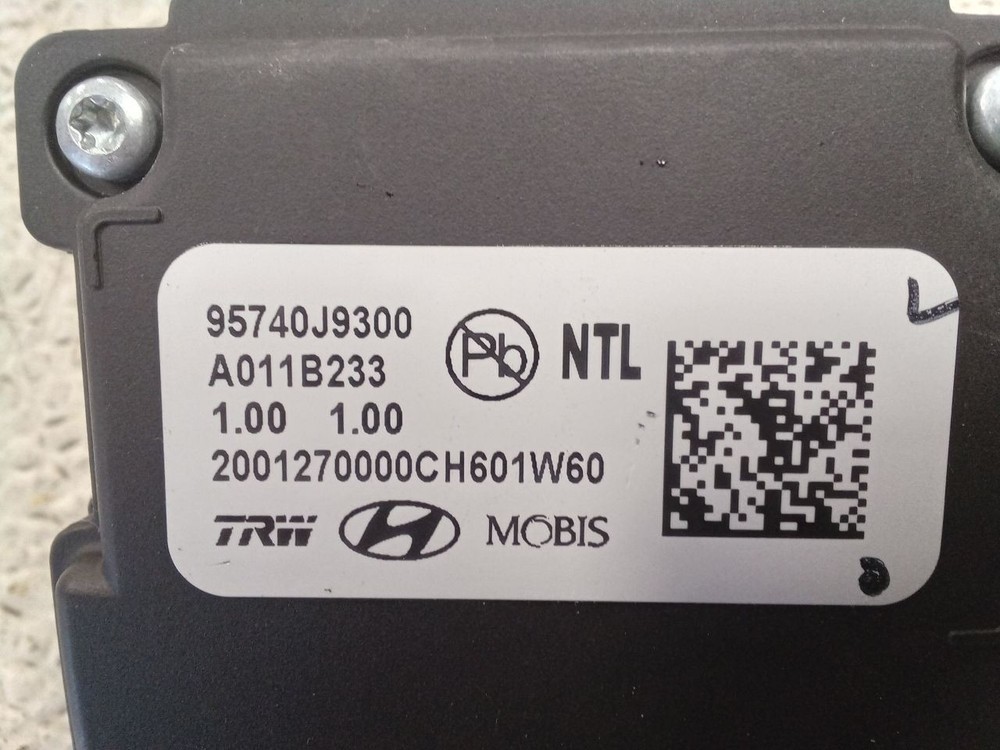 95740J9300
A011B233
1.00 1.00
2001270000CH601W60
Pb NTL
TRW MOBIS